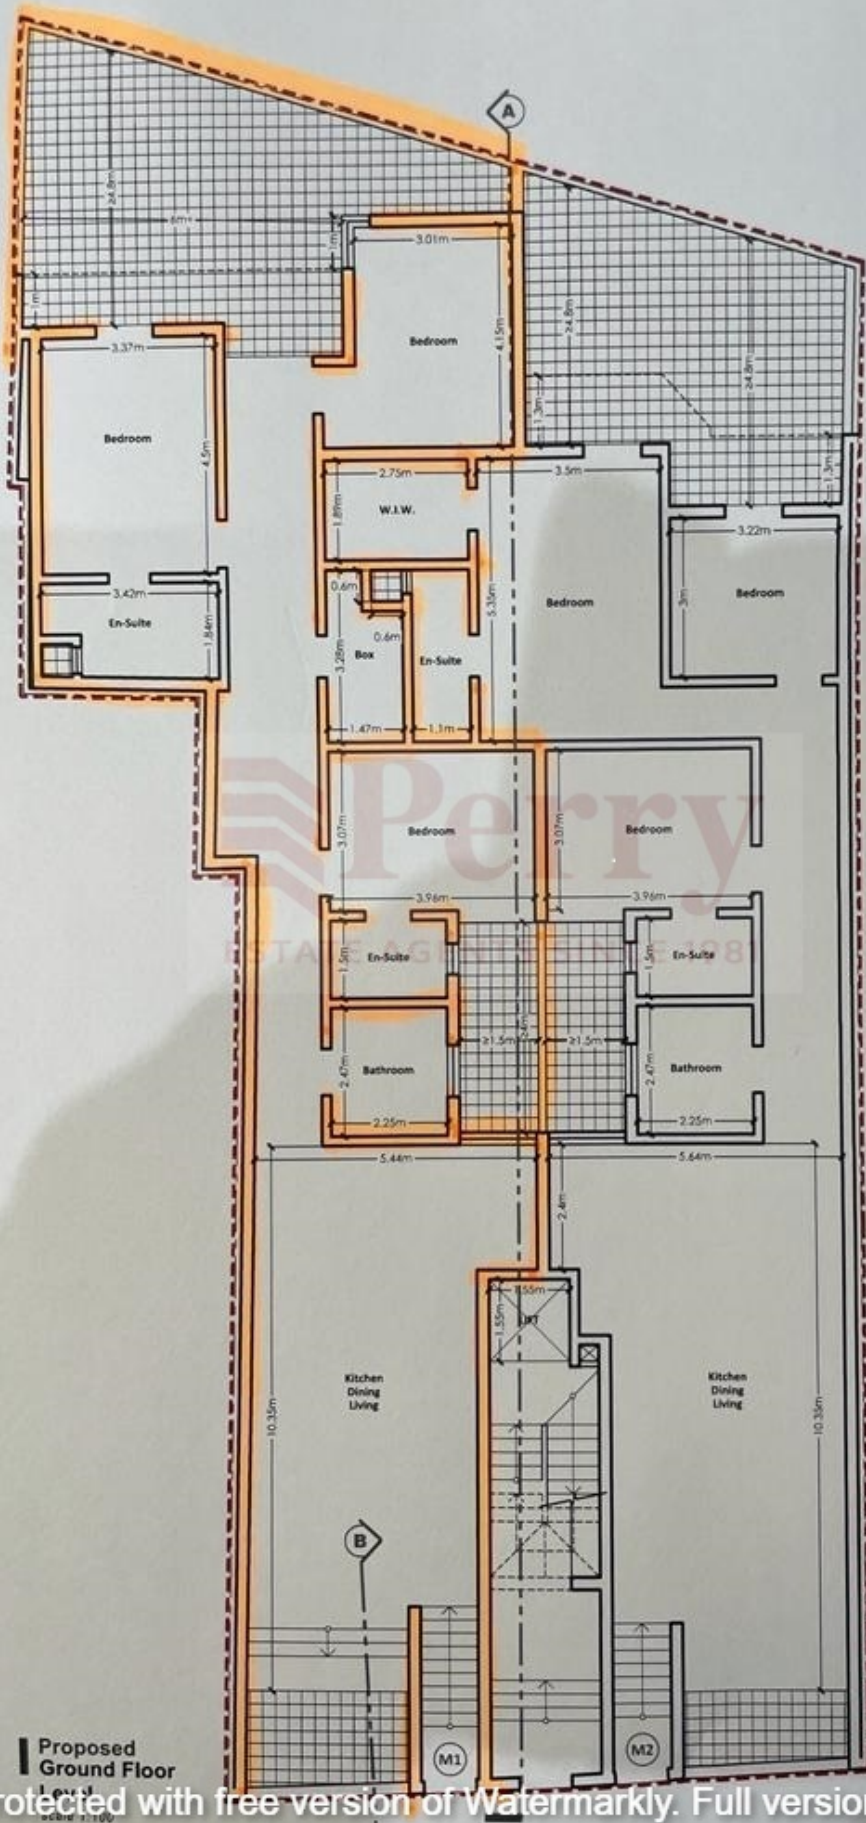 A
≥4.8m
6m
1m
3.01m
1m
Bedroom
4.15m
≥4.8m
≥4.8m
3.37m
Bedroom
4.5m
1.3m
1.3m
2.75m
3.5m
1.89m
W.I.W.
3.22m
0.6m
5.35m
Bedroom
3m
Bedroom
3.42m
En-Suite
1.84m
0.6m
3.28m
Box
En-Suite
1.47m
1.1m
Perry
ESTATE AGENTS SINCE 1981
3.07m
Bedroom
3.07m
Bedroom
3.96m
3.96m
1.5m
En-Suite
1.5m
En-Suite
≥4m
≥1.5m
≥1.5m
2.47m
Bathroom
2.47m
Bathroom
2.25m
2.25m
5.44m
5.64m
2.4m
1.55m
1.55m
LIFT
Kitchen
Dining
Living
Kitchen
Dining
Living
10.35m
10.35m
B
M1
M2
Proposed
Ground Floor
Level
scale 1:100
rotected with free version of Watermarkly. Full version